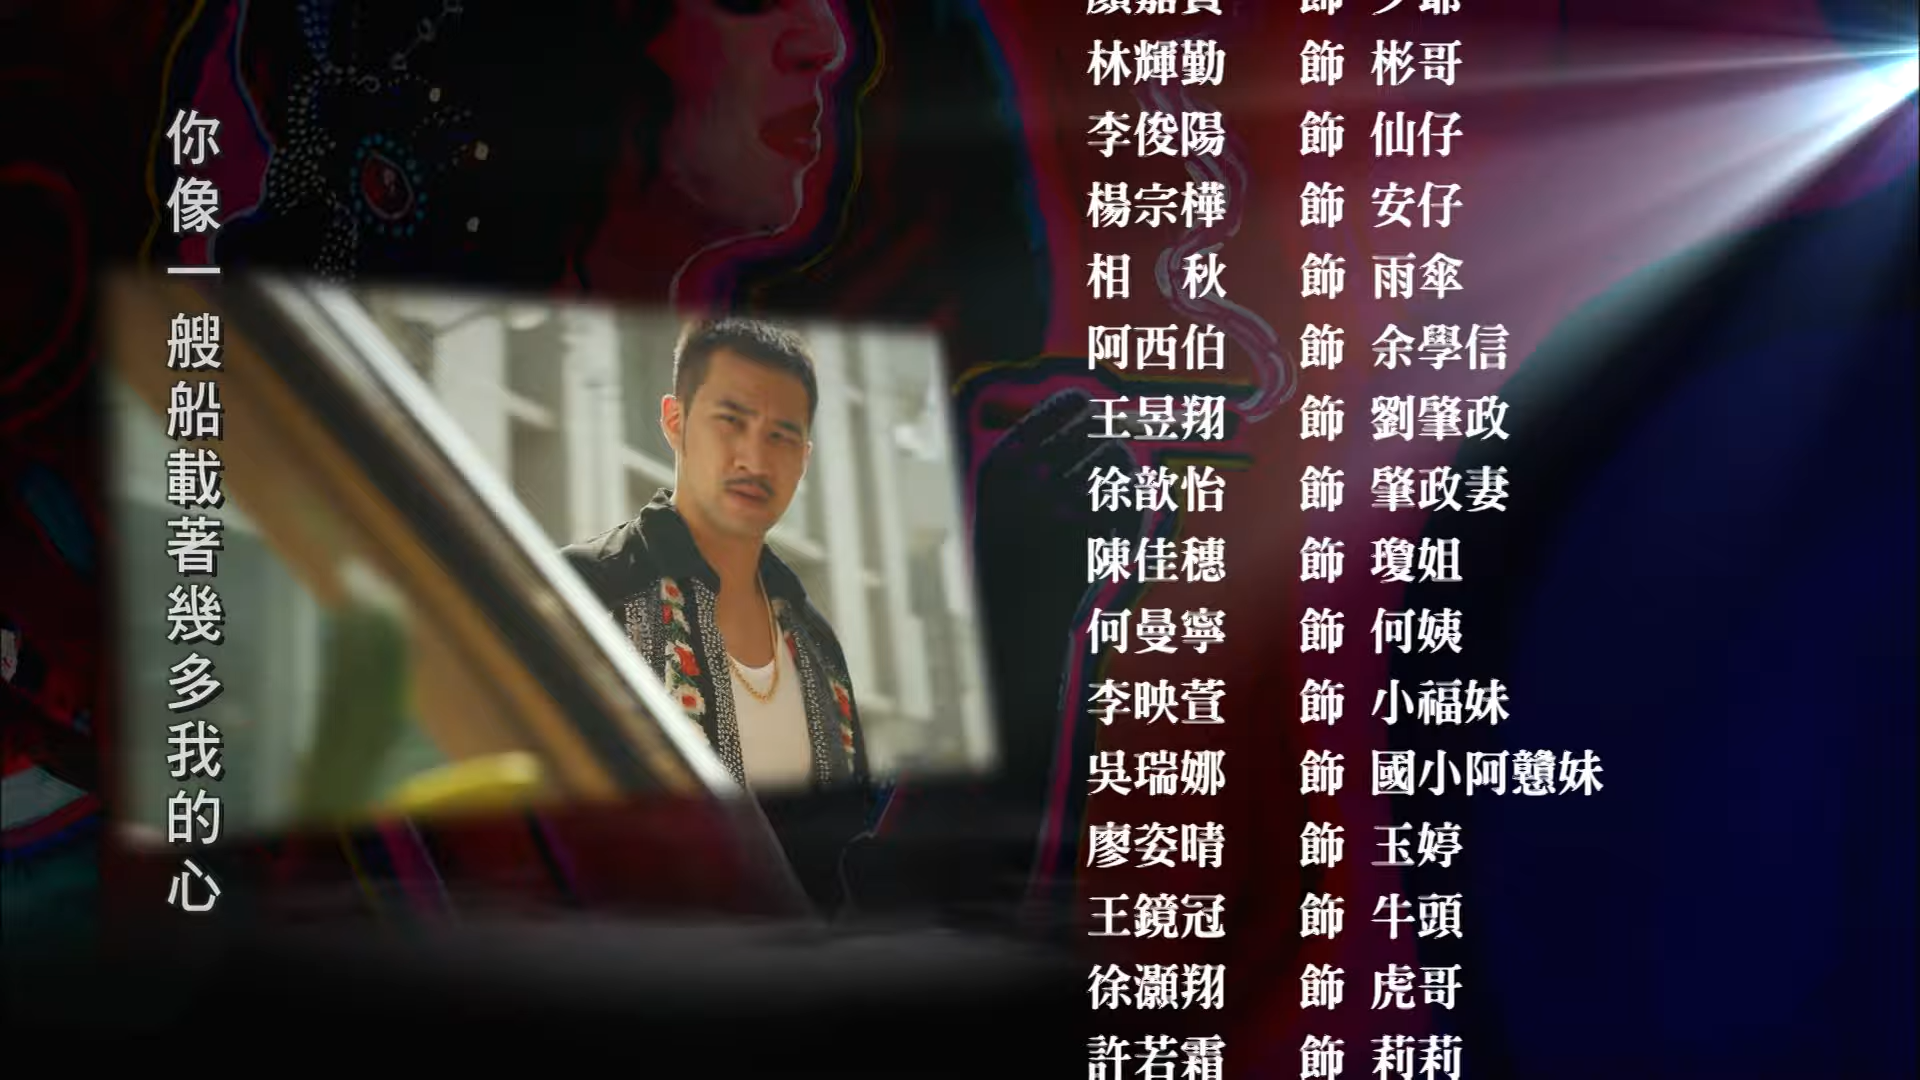 你像一艘船載著幾多我的心
林輝勤 飾 彬哥
李俊陽 飾 仙仔
楊宗樺 飾 安仔
相 秋 飾 雨傘
阿西伯 飾 余學信
王昱翔 飾 劉肇政
徐歆怡 飾 肇政妻
陳佳穗 飾 瓊姐
何曼寧 飾 何姨
李映萱 飾 小福妹
吳瑞娜 飾 國小阿戇妹
廖姿晴 飾 玉婷
王鏡冠 飾 牛頭
徐灝翔 飾 虎哥
許若霜 飾 莉莉